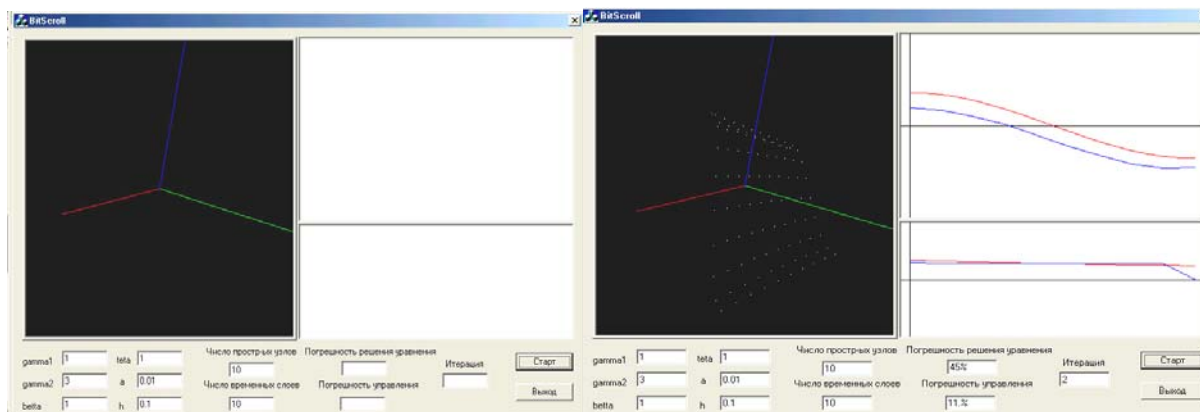 BitScroll
gamma1 1 teta 1 Число простр-ых узлов 10 Погрешность решения уравнения Итерация Старт
gamma2 3 a 0.01 Число временных слоев 10 Погрешность управления Выход
betta 1 h 0.1
BitScroll
gamma1 1 teta 1 Число простр-ых узлов 10 Погрешность решения уравнения 45% Итерация 2 Старт
gamma2 3 a 0.01 Число временных слоев 10 Погрешность управления 11.% Выход
betta 1 h 0.1